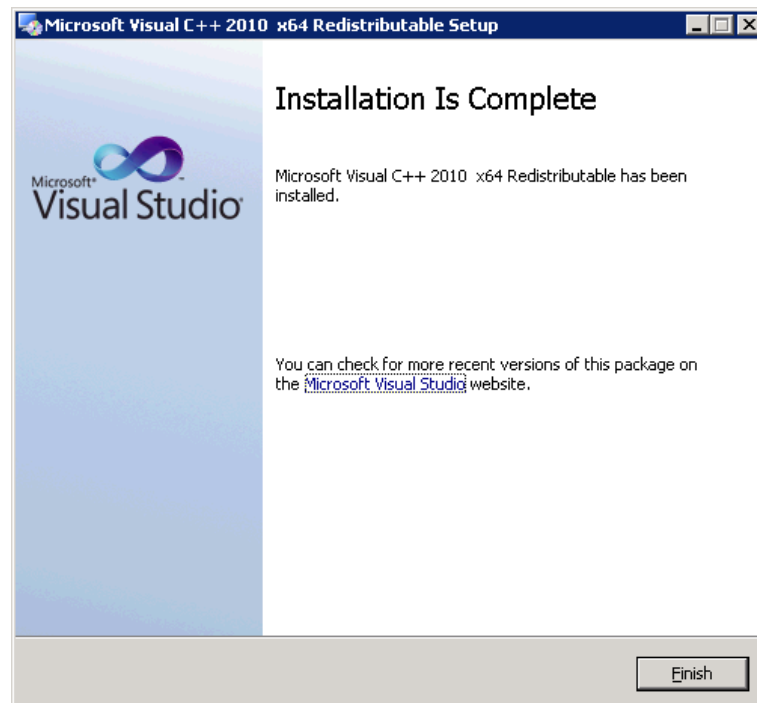 Microsoft Visual C++ 2010 x64 Redistributable Setup
Installation Is Complete
Microsoft®
Visual Studio®
Microsoft Visual C++ 2010 x64 Redistributable has been
installed.
You can check for more recent versions of this package on
the Microsoft Visual Studio website.
Finish